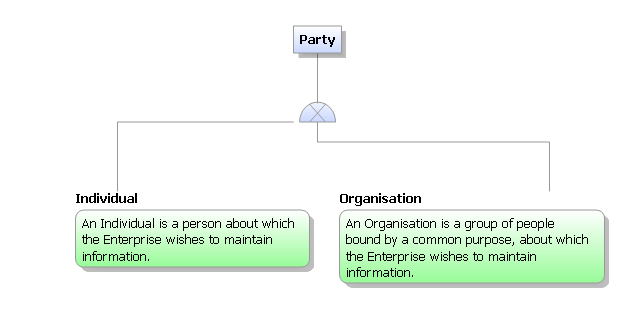 Party
Individual
An Individual is a person about which
the Enterprise wishes to maintain
information.
Organisation
An Organisation is a group of people
bound by a common purpose, about which
the Enterprise wishes to maintain
information.